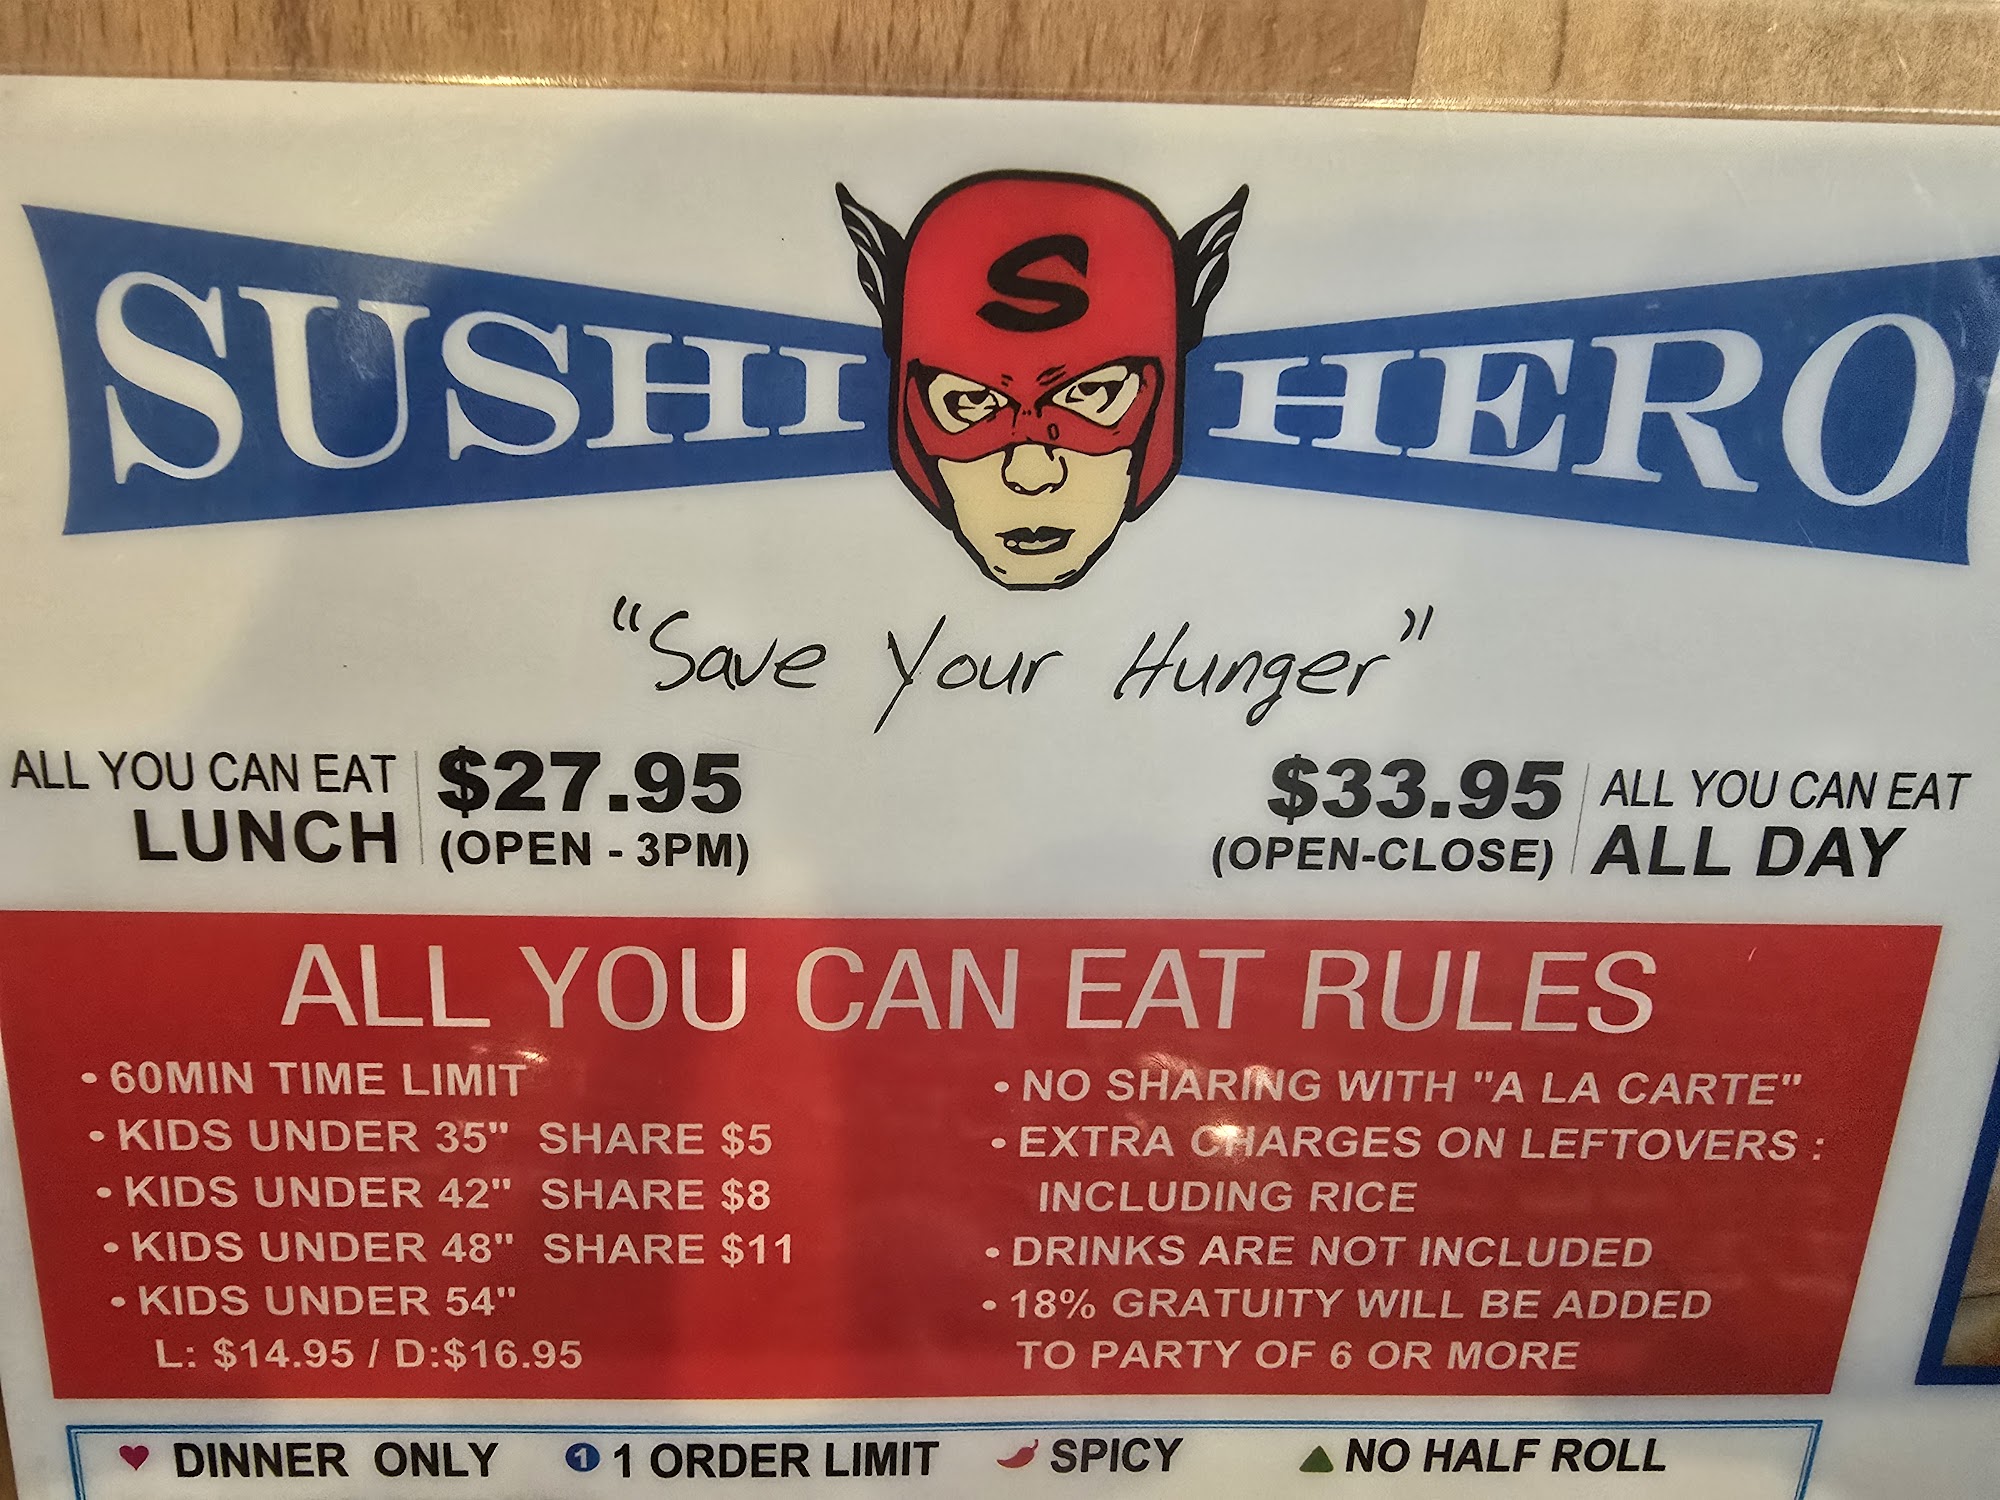 SUSHI HERO
S
"Save Your Hunger"
ALL YOU CAN EAT
LUNCH
$27.95
(OPEN - 3PM)
$33.95
(OPEN-CLOSE)
ALL YOU CAN EAT
ALL DAY
ALL YOU CAN EAT RULES
• 60MIN TIME LIMIT
• KIDS UNDER 35" SHARE $5
• KIDS UNDER 42" SHARE $8
• KIDS UNDER 48" SHARE $11
• KIDS UNDER 54"
L: $14.95 / D:$16.95
• NO SHARING WITH "A LA CARTE"
• EXTRA CHARGES ON LEFTOVERS :
INCLUDING RICE
• DRINKS ARE NOT INCLUDED
• 18% GRATUITY WILL BE ADDED
TO PARTY OF 6 OR MORE
♥ DINNER ONLY 1 1 ORDER LIMIT SPICY ▲ NO HALF ROLL